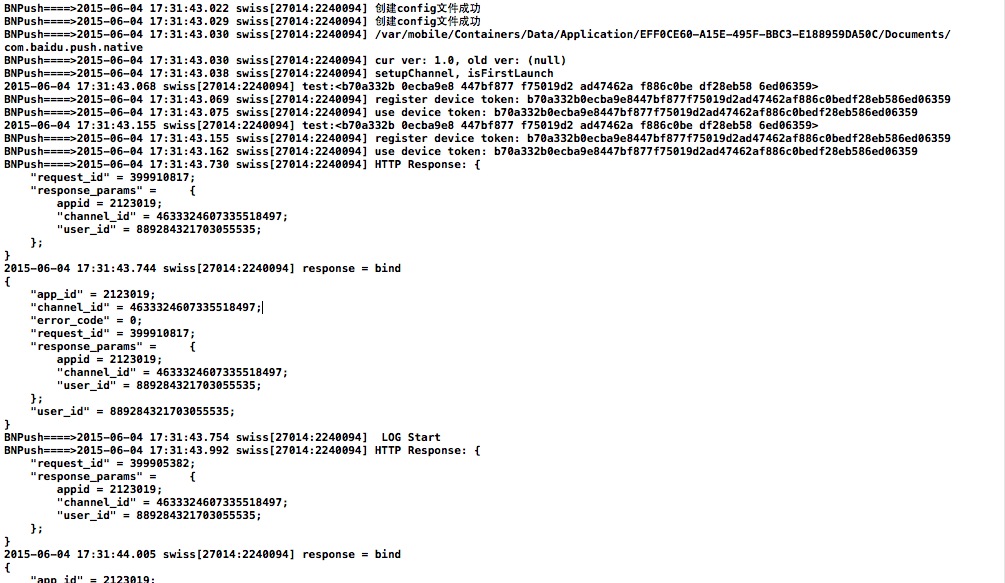 BNPush====>2015-06-04 17:31:43.022 swiss[27014:2240094] 创建config文件成功
BNPush====>2015-06-04 17:31:43.029 swiss[27014:2240094] 创建config文件成功
BNPush====>2015-06-04 17:31:43.030 swiss[27014:2240094] /var/mobile/Containers/Data/Application/EFF0CE60-A15E-495F-BBC3-E188959DA50C/Documents/
com.baidu.push.native
BNPush====>2015-06-04 17:31:43.030 swiss[27014:2240094] cur ver: 1.0, old ver: (null)
BNPush====>2015-06-04 17:31:43.038 swiss[27014:2240094] setupChannel, isFirstLaunch
2015-06-04 17:31:43.068 swiss[27014:2240094] test:<b70a332b 0ecba9e8 447bf877 f75019d2 ad47462a f886c0be df28eb58 6ed06359>
BNPush====>2015-06-04 17:31:43.069 swiss[27014:2240094] register device token: b70a332b0ecba9e8447bf877f75019d2ad47462af886c0bedf28eb586ed06359
BNPush====>2015-06-04 17:31:43.075 swiss[27014:2240094] use device token: b70a332b0ecba9e8447bf877f75019d2ad47462af886c0bedf28eb586ed06359
2015-06-04 17:31:43.155 swiss[27014:2240094] test:<b70a332b 0ecba9e8 447bf877 f75019d2 ad47462a f886c0be df28eb58 6ed06359>
BNPush====>2015-06-04 17:31:43.155 swiss[27014:2240094] register device token: b70a332b0ecba9e8447bf877f75019d2ad47462af886c0bedf28eb586ed06359
BNPush====>2015-06-04 17:31:43.162 swiss[27014:2240094] use device token: b70a332b0ecba9e8447bf877f75019d2ad47462af886c0bedf28eb586ed06359
BNPush====>2015-06-04 17:31:43.730 swiss[27014:2240094] HTTP Response: {
    "request_id" = 399910817;
    "response_params" =     {
        appid = 2123019;
        "channel_id" = 4633324607335518497;
        "user_id" = 889284321703055535;
    };
}
2015-06-04 17:31:43.744 swiss[27014:2240094] response = bind
{
    "app_id" = 2123019;
    "channel_id" = 4633324607335518497;
    "error_code" = 0;
    "request_id" = 399910817;
    "response_params" =     {
        appid = 2123019;
        "channel_id" = 4633324607335518497;
        "user_id" = 889284321703055535;
    };
    "user_id" = 889284321703055535;
}
BNPush====>2015-06-04 17:31:43.754 swiss[27014:2240094]  LOG Start
BNPush====>2015-06-04 17:31:43.992 swiss[27014:2240094] HTTP Response: {
    "request_id" = 399905382;
    "response_params" =     {
        appid = 2123019;
        "channel_id" = 4633324607335518497;
        "user_id" = 889284321703055535;
    };
}
2015-06-04 17:31:44.005 swiss[27014:2240094] response = bind
{
    "app_id" = 2123019;